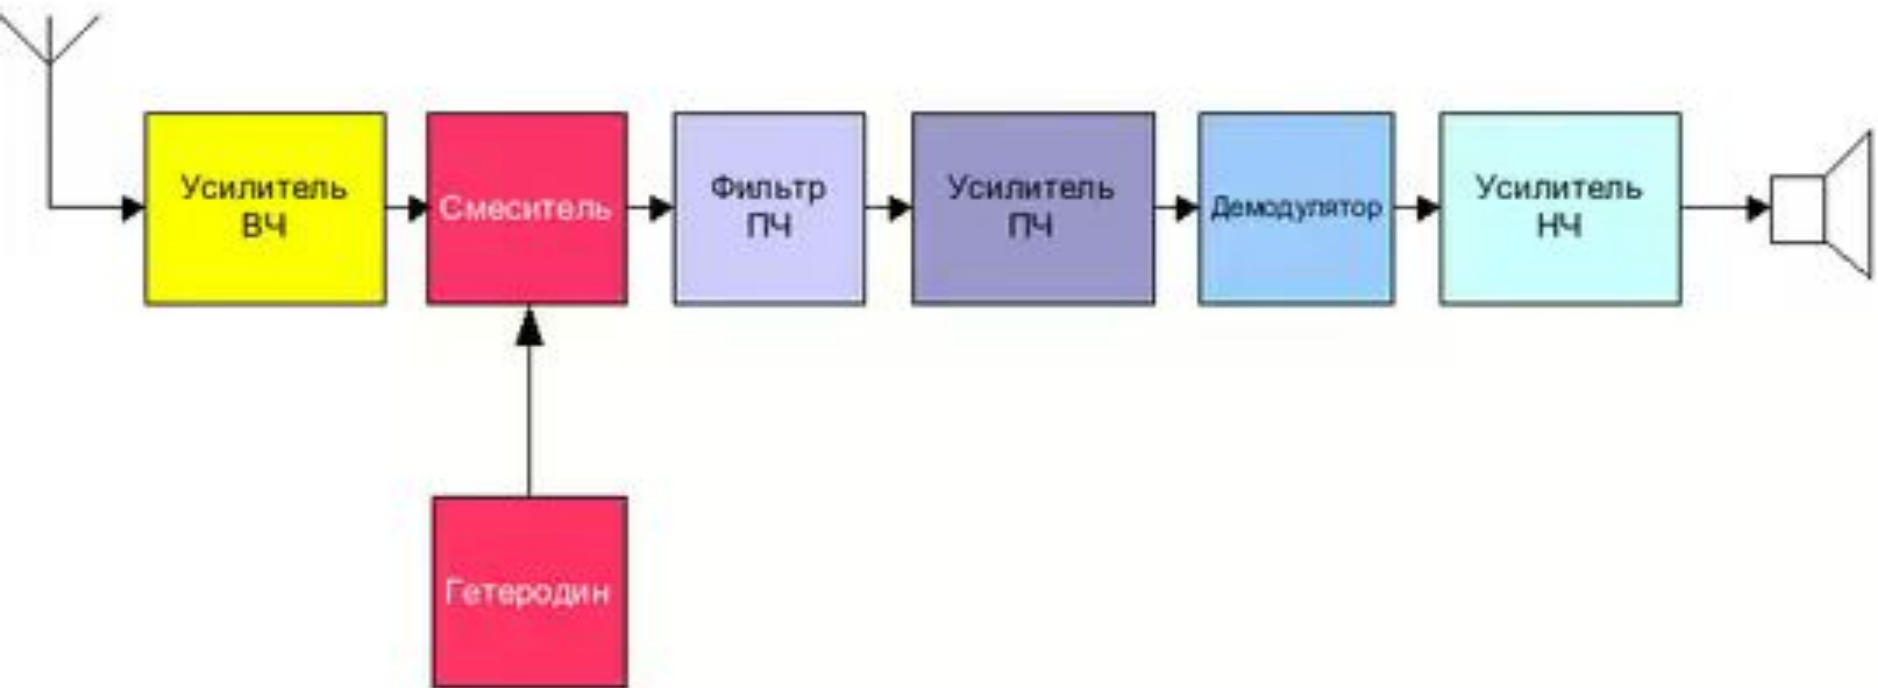 Усилитель
ВЧ
Смеситель
Фильтр
ПЧ
Усилитель
ПЧ
Демодулятор
Усилитель
НЧ
Гетеродин